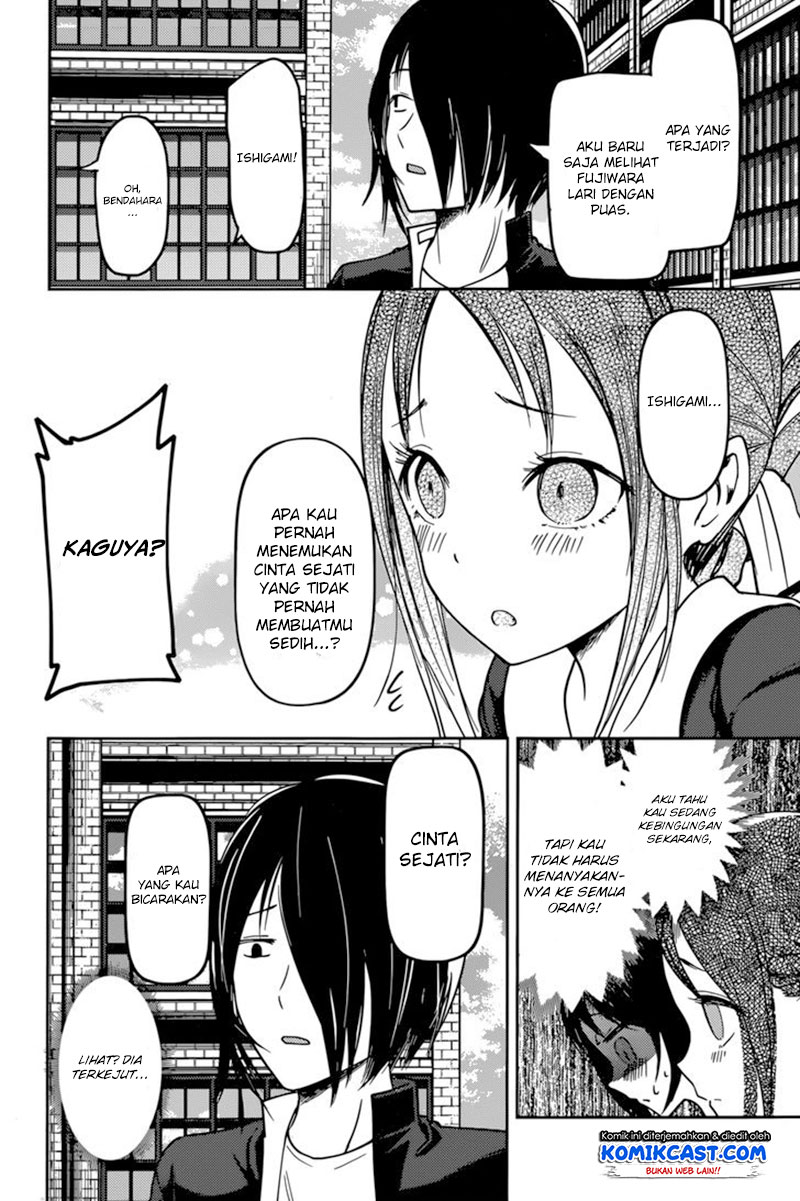 APA YANG
TERJADI?
AKU BARU
SAJA MELIHAT
FUJIWARA
LARI DENGAN
PUAS.
ISHIGAMI!
OH,
BENDAHARA
...
ISHIGAMI...
APA KAU
PERNAH
MENEMUKAN
CINTA SEJATI
YANG TIDAK
PERNAH
MEMBUATMU
SEDIH...?
KAGUYA?
AKU TAHU
KAU SEDANG
KEBINGUNGAN
SEKARANG,
TAPI KAU
TIDAK HARUS
MENANYAKAN-
NYA KE SEMUA
ORANG!
CINTA
SEJATI?
APA
YANG KAU
BICARAKAN?
LIHAT? DIA
TERKEJUT...
Komik ini diterjemahkan & diedit oleh
KOMIKCAST.COM
BUKAN WEB LAIN!!